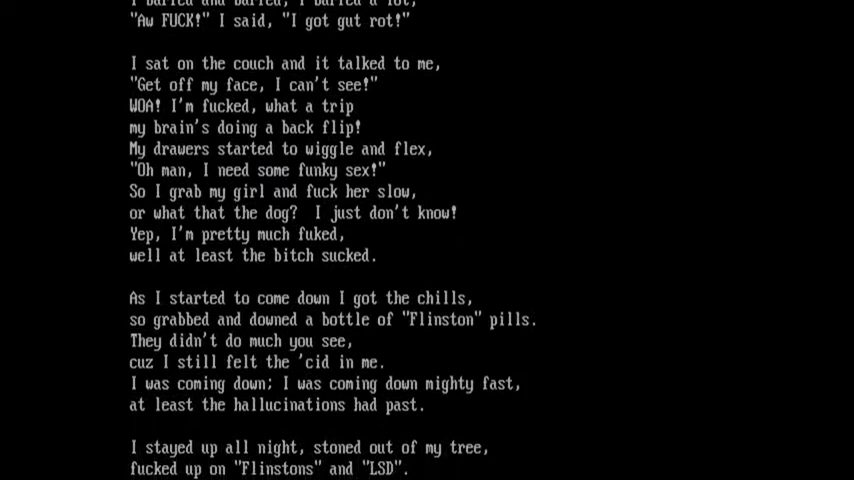 "Aw FUCK!" I said, "I got gut rot!"
I sat on the couch and it talked to me,
"Get off my face, I can't see!"
WOA! I'm fucked, what a trip
my brain's doing a back flip!
My drawers started to wiggle and flex,
"Oh man, I need some funky sex!"
So I grab my girl and fuck her slow,
or what that the dog?  I just don't know!
Yep, I'm pretty much fuked,
well at least the bitch sucked.
As I started to come down I got the chills,
so grabbed and downed a bottle of "Flinston" pills.
They didn't do much you see,
cuz I still felt the 'cid in me.
I was coming down; I was coming down mighty fast,
at least the hallucinations had past.
I stayed up all night, stoned out of my tree,
fucked up on "Flinstons" and "LSD".